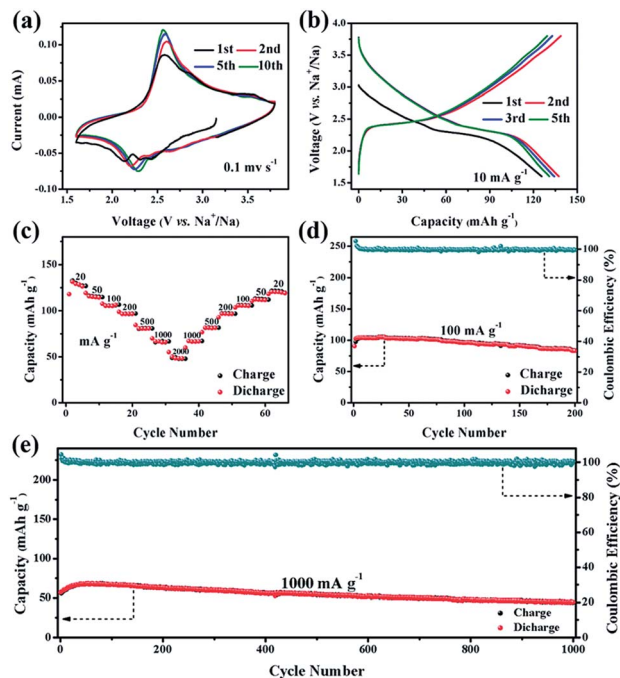 (a)
0.10
0.05
0.00
-0.05
-0.10
Current (mA)
1st 2nd
5th 10th
0.1 mv s⁻¹
1.5 2.0 2.5 3.0 3.5
Voltage (V vs. Na⁺/Na)
(b)
4.0
3.5
3.0
2.5
2.0
1.5
Voltage (V vs. Na⁺/Na)
1st 2nd
3rd 5th
10 mA g⁻¹
0 30 60 90 120 150
Capacity (mAh g⁻¹)
(c)
150
100
50
0
Capacity (mAh g⁻¹)
20 50 100 200 500 1000 2000 1000 500 200 100 50 20
mA g⁻¹
Charge
Dicharge
0 20 40 60
Cycle Number
(d)
250
200
150
100
50
0
Capacity (mAh g⁻¹)
100 mA g⁻¹
Charge
Dicharge
100
80
60
40
20
0
Coulombic Efficiency (%)
0 25 50 75 100 125 150 175 200
Cycle Number
(e)
200
150
100
50
0
Capacity (mAh g⁻¹)
1000 mA g⁻¹
Charge
Dicharge
100
80
60
40
20
0
Coulombic Efficiency (%)
0 200 400 600 800 1000
Cycle Number